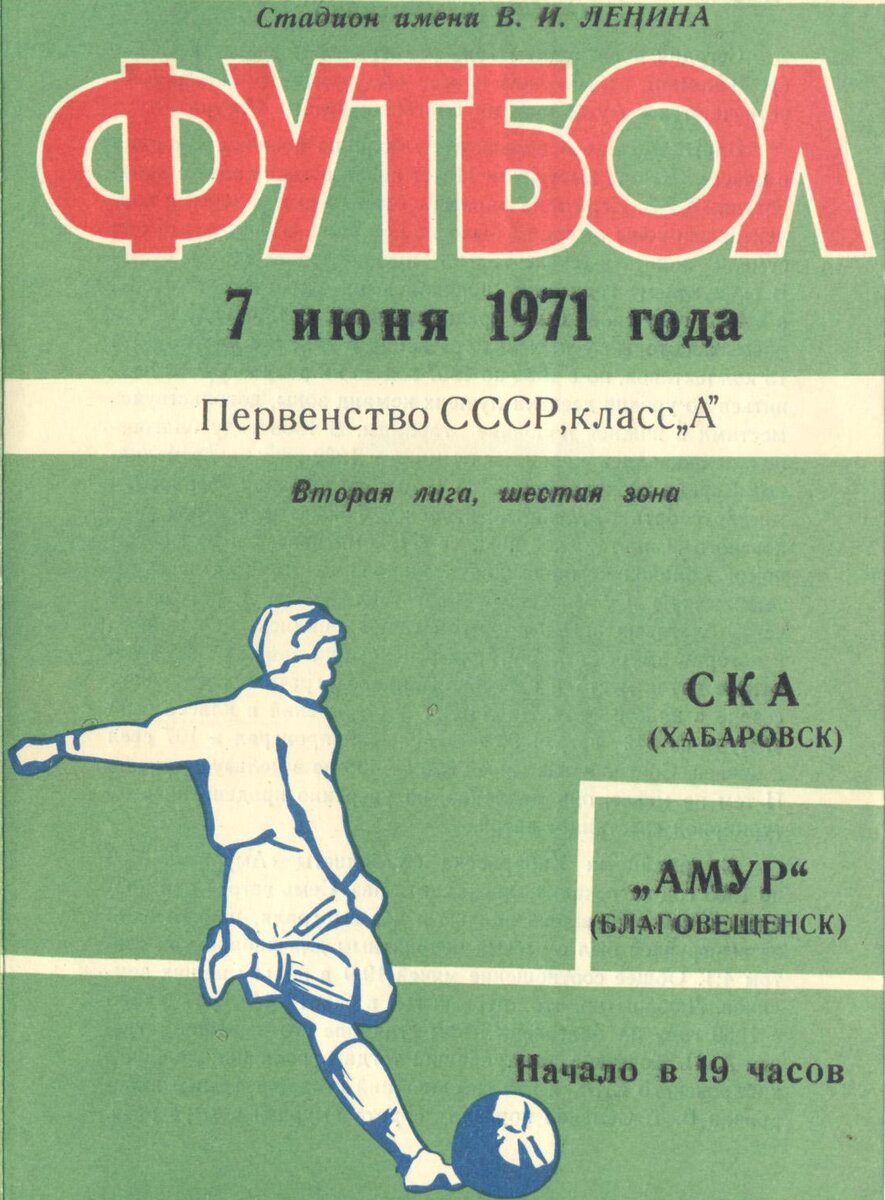 Стадион имени В. И. ЛЕНИНА
ФУТБОЛ
7 июня 1971 года
Первенство СССР, класс „А”
Вторая лига, шестая зона
СКА
(ХАБАРОВСК)
„АМУР“
(БЛАГОВЕЩЕНСК)
Начало в 19 часов